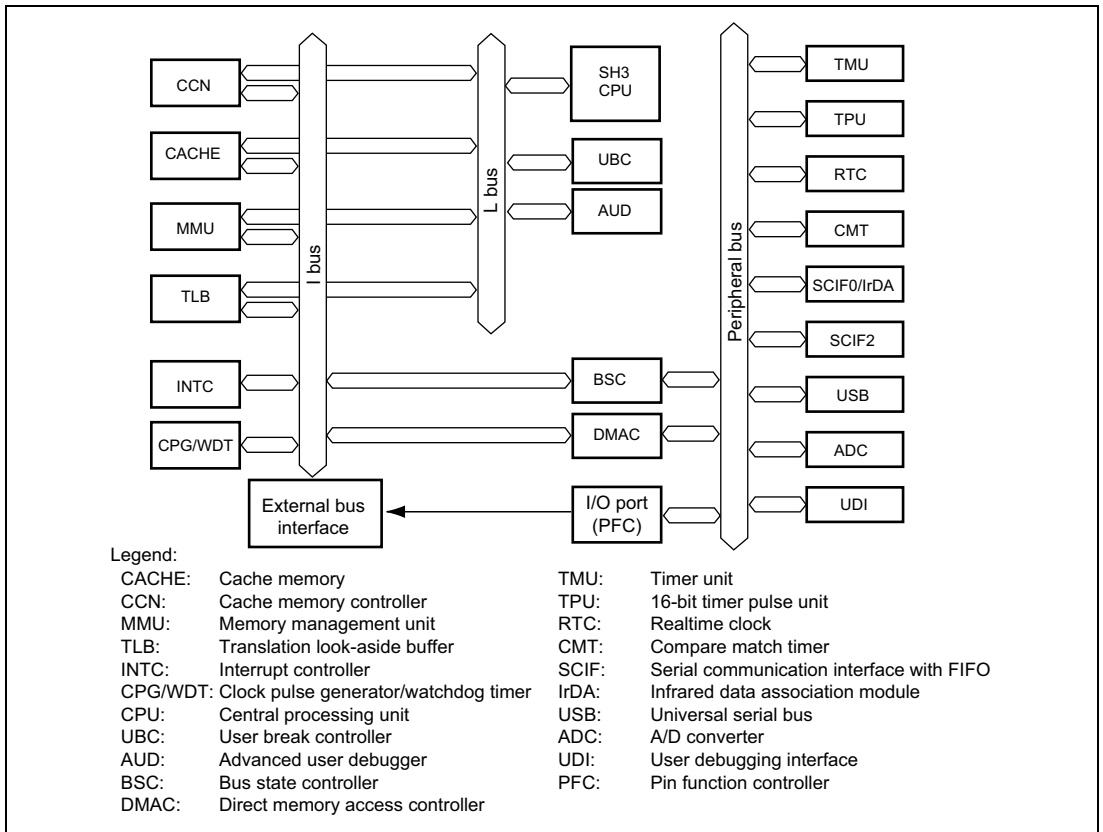 CCN
CACHE
MMU
TLB
INTC
CPG/WDT
I bus
L bus
SH3
CPU
UBC
AUD
BSC
DMAC
I/O port
(PFC)
External bus
interface
Peripheral bus
TMU
TPU
RTC
CMT
SCIF0/IrDA
SCIF2
USB
ADC
UDI
Legend:
CACHE: Cache memory
CCN: Cache memory controller
MMU: Memory management unit
TLB: Translation look-aside buffer
INTC: Interrupt controller
CPG/WDT: Clock pulse generator/watchdog timer
CPU: Central processing unit
UBC: User break controller
AUD: Advanced user debugger
BSC: Bus state controller
DMAC: Direct memory access controller
TMU: Timer unit
TPU: 16-bit timer pulse unit
RTC: Realtime clock
CMT: Compare match timer
SCIF: Serial communication interface with FIFO
IrDA: Infrared data association module
USB: Universal serial bus
ADC: A/D converter
UDI: User debugging interface
PFC: Pin function controller